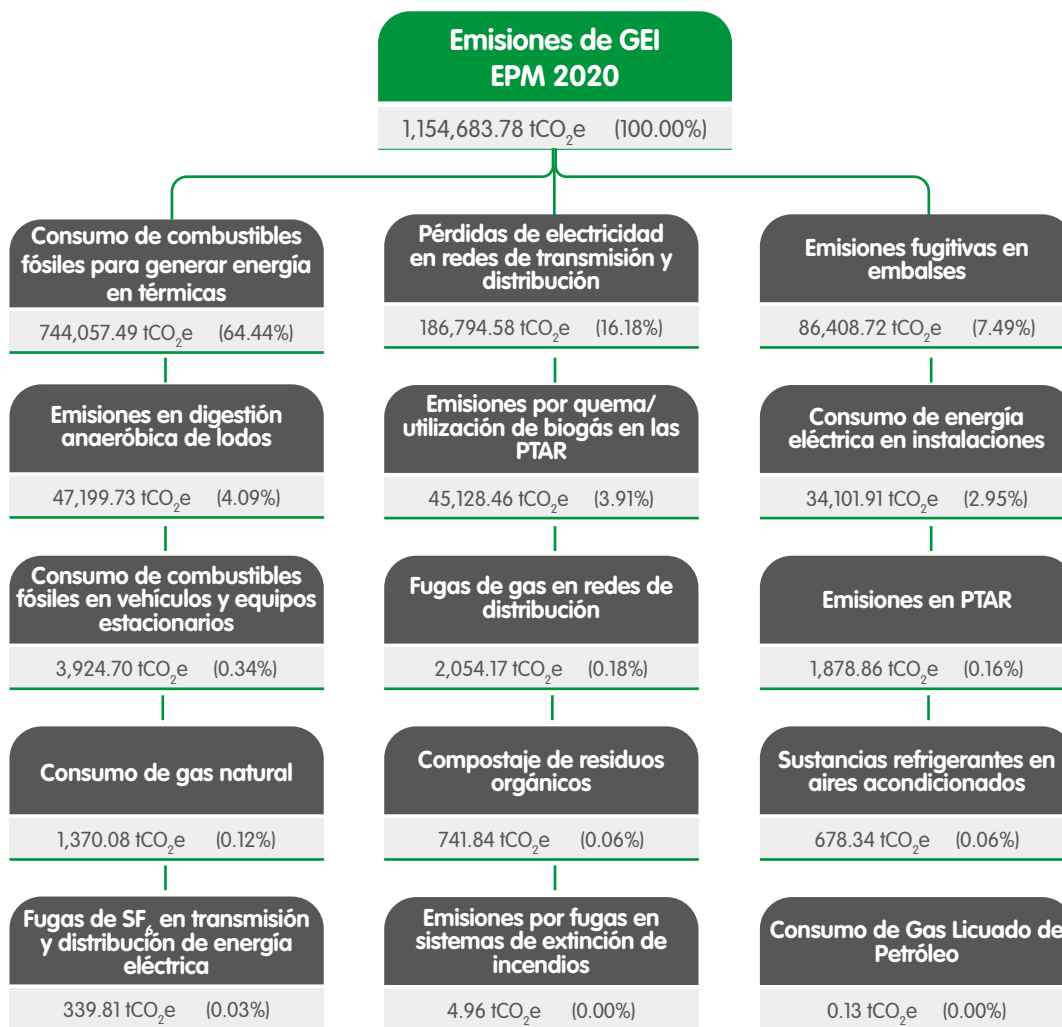 Emisiones de GEI
EPM 2020
1,154,683.78 tCO₂e (100.00%)
Consumo de combustibles
fósiles para generar energía
en térmicas
744,057.49 tCO₂e (64.44%)
Pérdidas de electricidad
en redes de transmisión y
distribución
186,794.58 tCO₂e (16.18%)
Emisiones fugitivas en
embalses
86,408.72 tCO₂e (7.49%)
Emisiones en digestión
anaeróbica de lodos
47,199.73 tCO₂e (4.09%)
Emisiones por quema/
utilización de biogás en las
PTAR
45,128.46 tCO₂e (3.91%)
Consumo de energía
eléctrica en instalaciones
34,101.91 tCO₂e (2.95%)
Consumo de combustibles
fósiles en vehículos y equipos
estacionarios
3,924.70 tCO₂e (0.34%)
Fugas de gas en redes de
distribución
2,054.17 tCO₂e (0.18%)
Emisiones en PTAR
1,878.86 tCO₂e (0.16%)
Consumo de gas natural
1,370.08 tCO₂e (0.12%)
Compostaje de residuos
orgánicos
741.84 tCO₂e (0.06%)
Sustancias refrigerantes en
aires acondicionados
678.34 tCO₂e (0.06%)
Fugas de SF₆, en transmisión
y distribución de energía
eléctrica
339.81 tCO₂e (0.03%)
Emisiones por fugas en
sistemas de extinción de
incendios
4.96 tCO₂e (0.00%)
Consumo de Gas Licuado de
Petróleo
0.13 tCO₂e (0.00%)